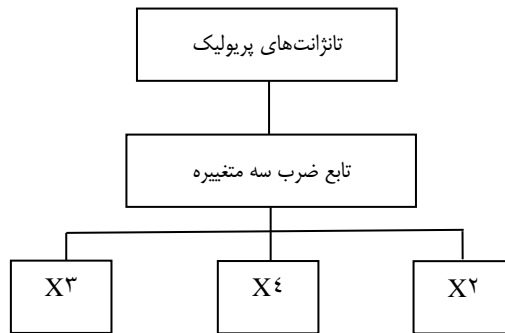 تانژانت‌های پریولیک
تابع ضرب سه متغییره
X۲
X٤
X۳